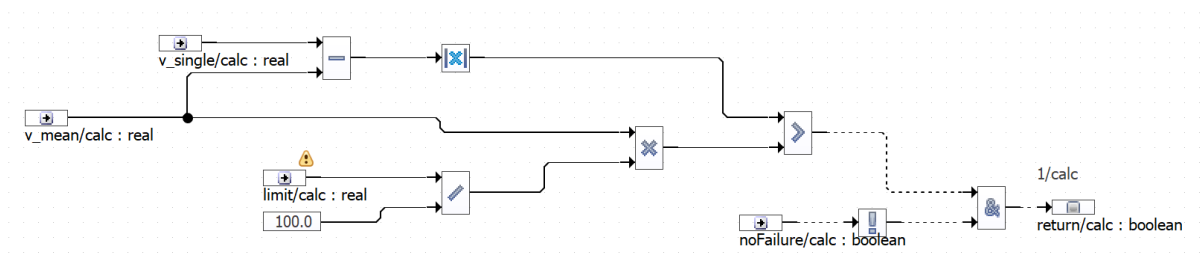 v_single/calc : real
v_mean/calc : real
limit/calc : real
100.0
1/calc
noFailure/calc : boolean
return/calc : boolean